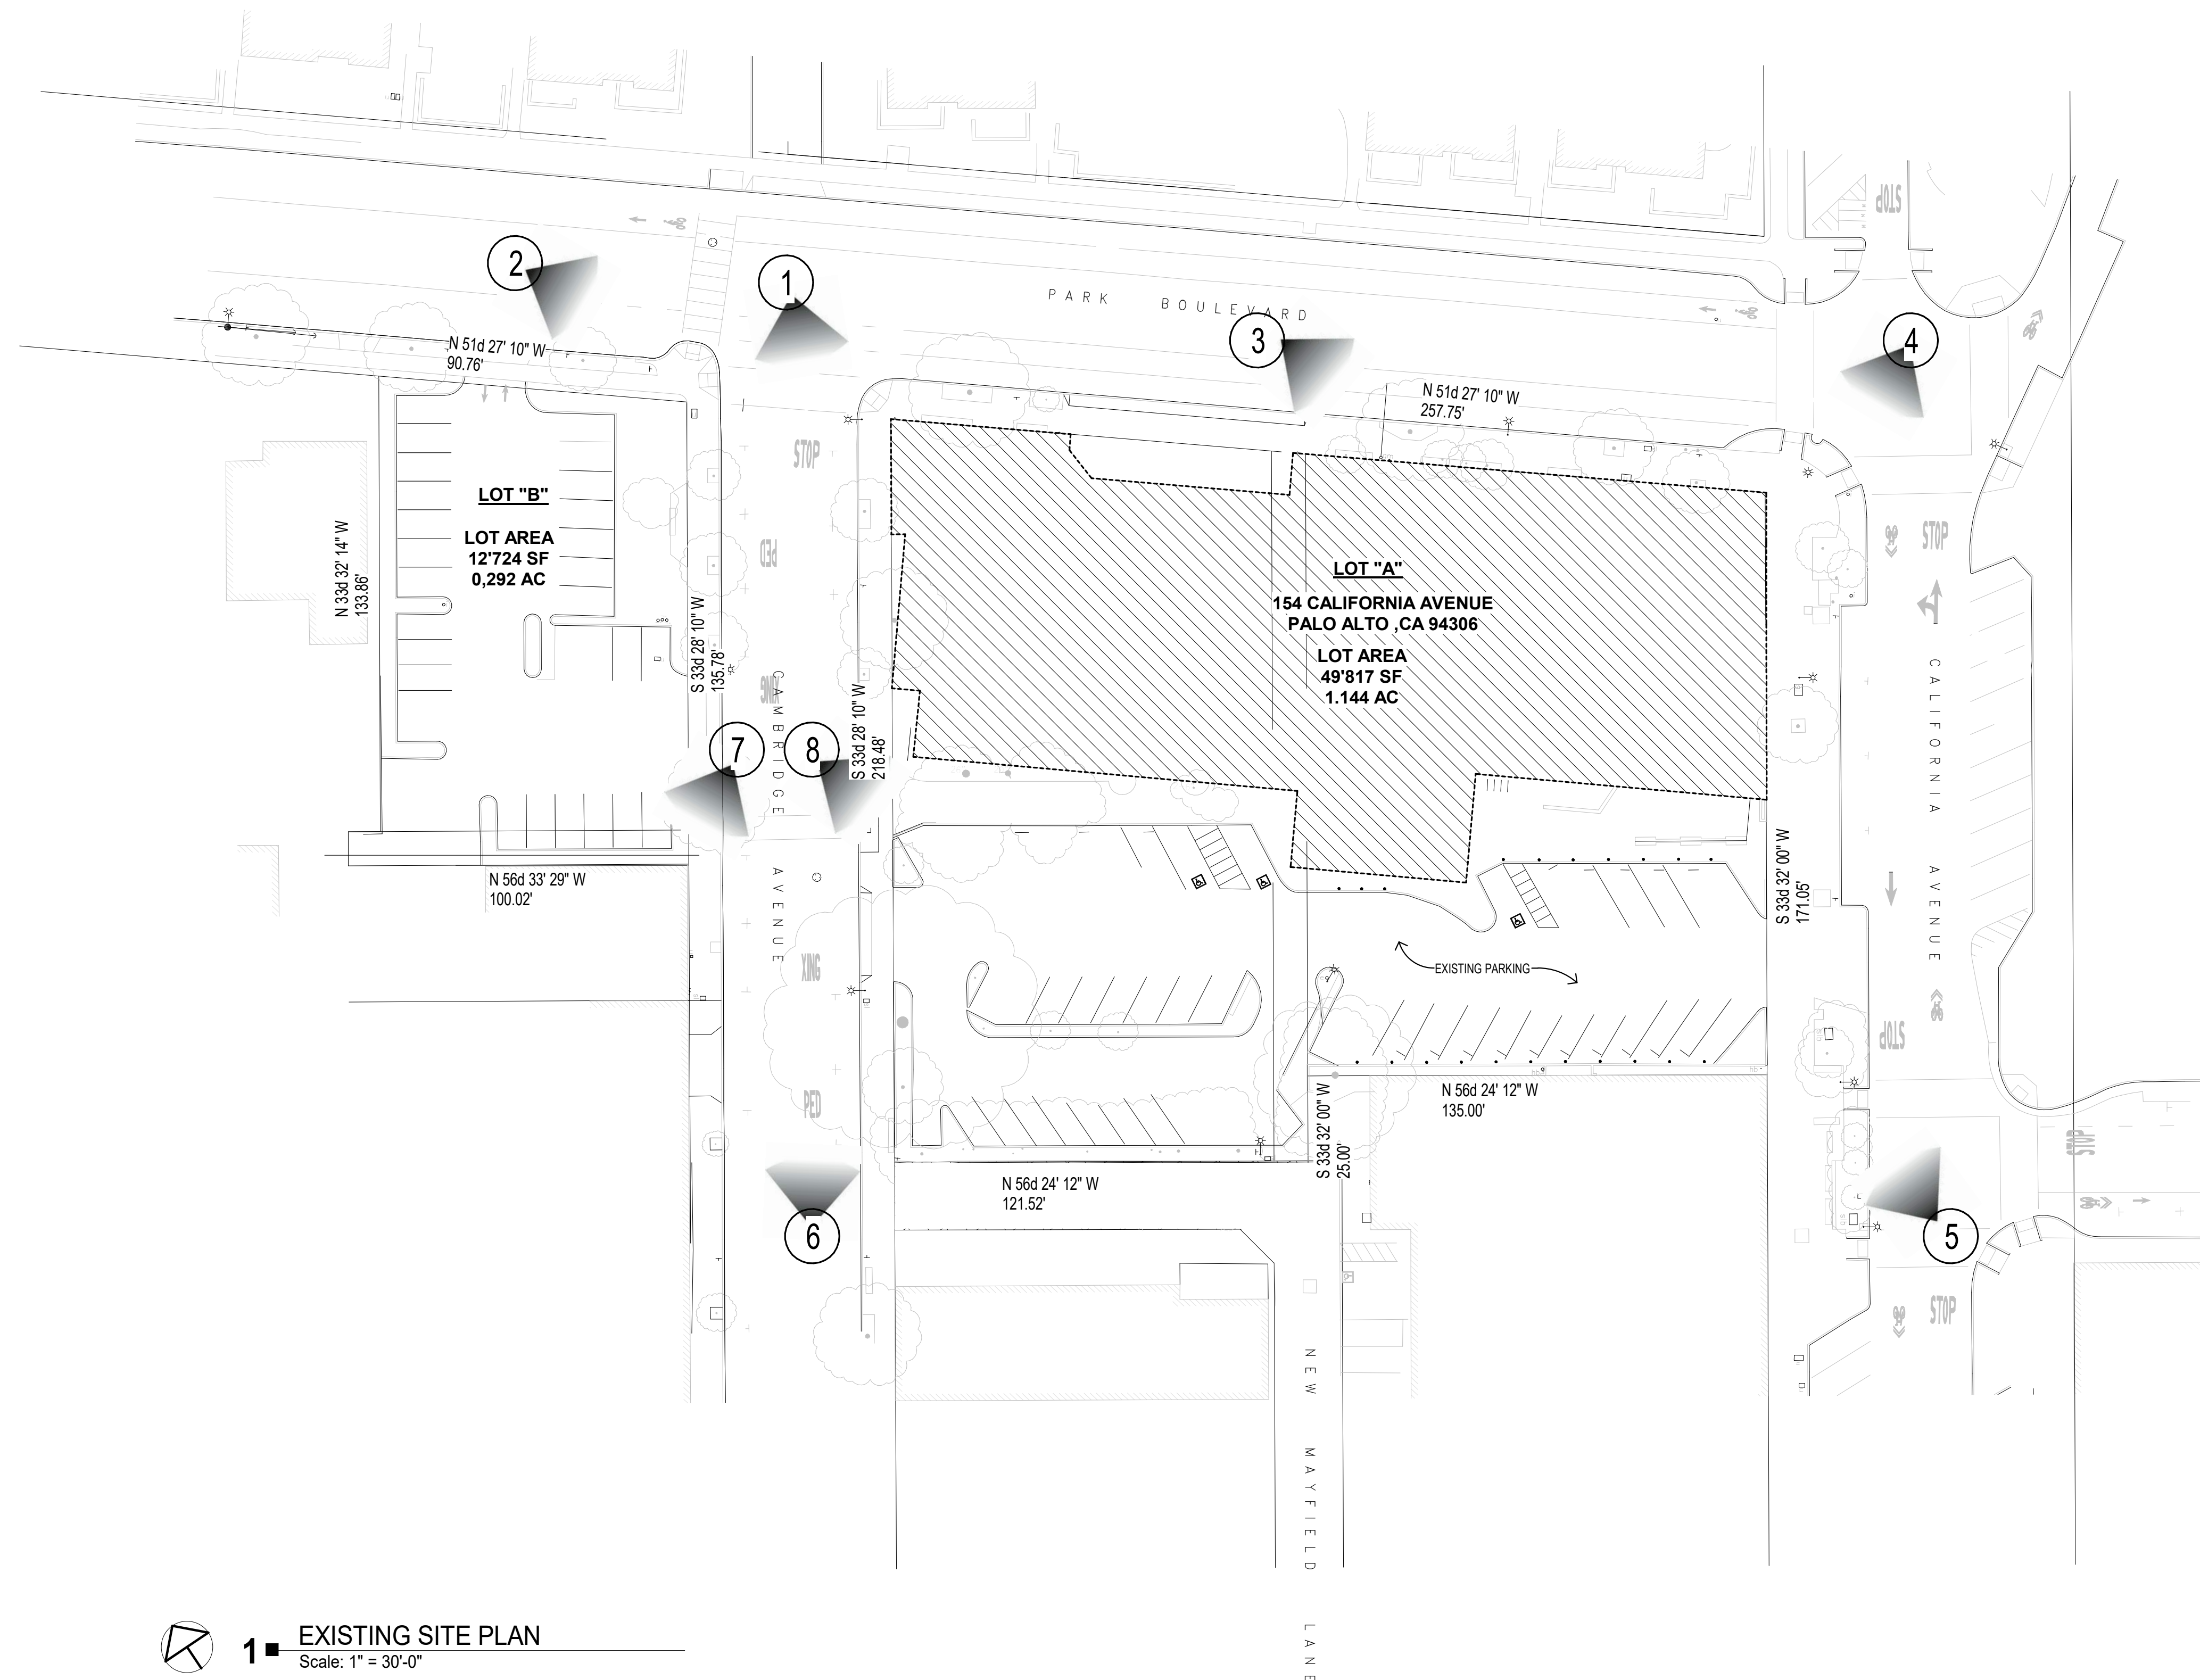 2
1
PARK BOULEVARD
3
4
STOP
N 51d 27' 10" W
90.76'
N 51d 27' 10" W
257.75'
STOP
STOP
LOT "B"
LOT AREA
12'724 SF
0,292 AC
PED
LOT "A"
154 CALIFORNIA AVENUE
PALO ALTO ,CA 94306
LOT AREA
49'817 SF
1.144 AC
N 33d 32' 14" W
133.86'
S 33d 28' 10" W
135.78'
XING
CAMBRIDGE AVENUE
S 33d 28' 10" W
218.48'
CALIFORNIA AVENUE
7
8
N 56d 33' 29" W
100.02'
S 33d 32' 00" W
171.05'
XING
EXISTING PARKING
STOP
PED
S 33d 32' 00" W
25.00'
N 56d 24' 12" W
135.00'
N 56d 24' 12" W
121.52'
STOP
6
5
STOP
NEW MAYFIELD LANE
1
EXISTING SITE PLAN
Scale: 1" = 30'-0"